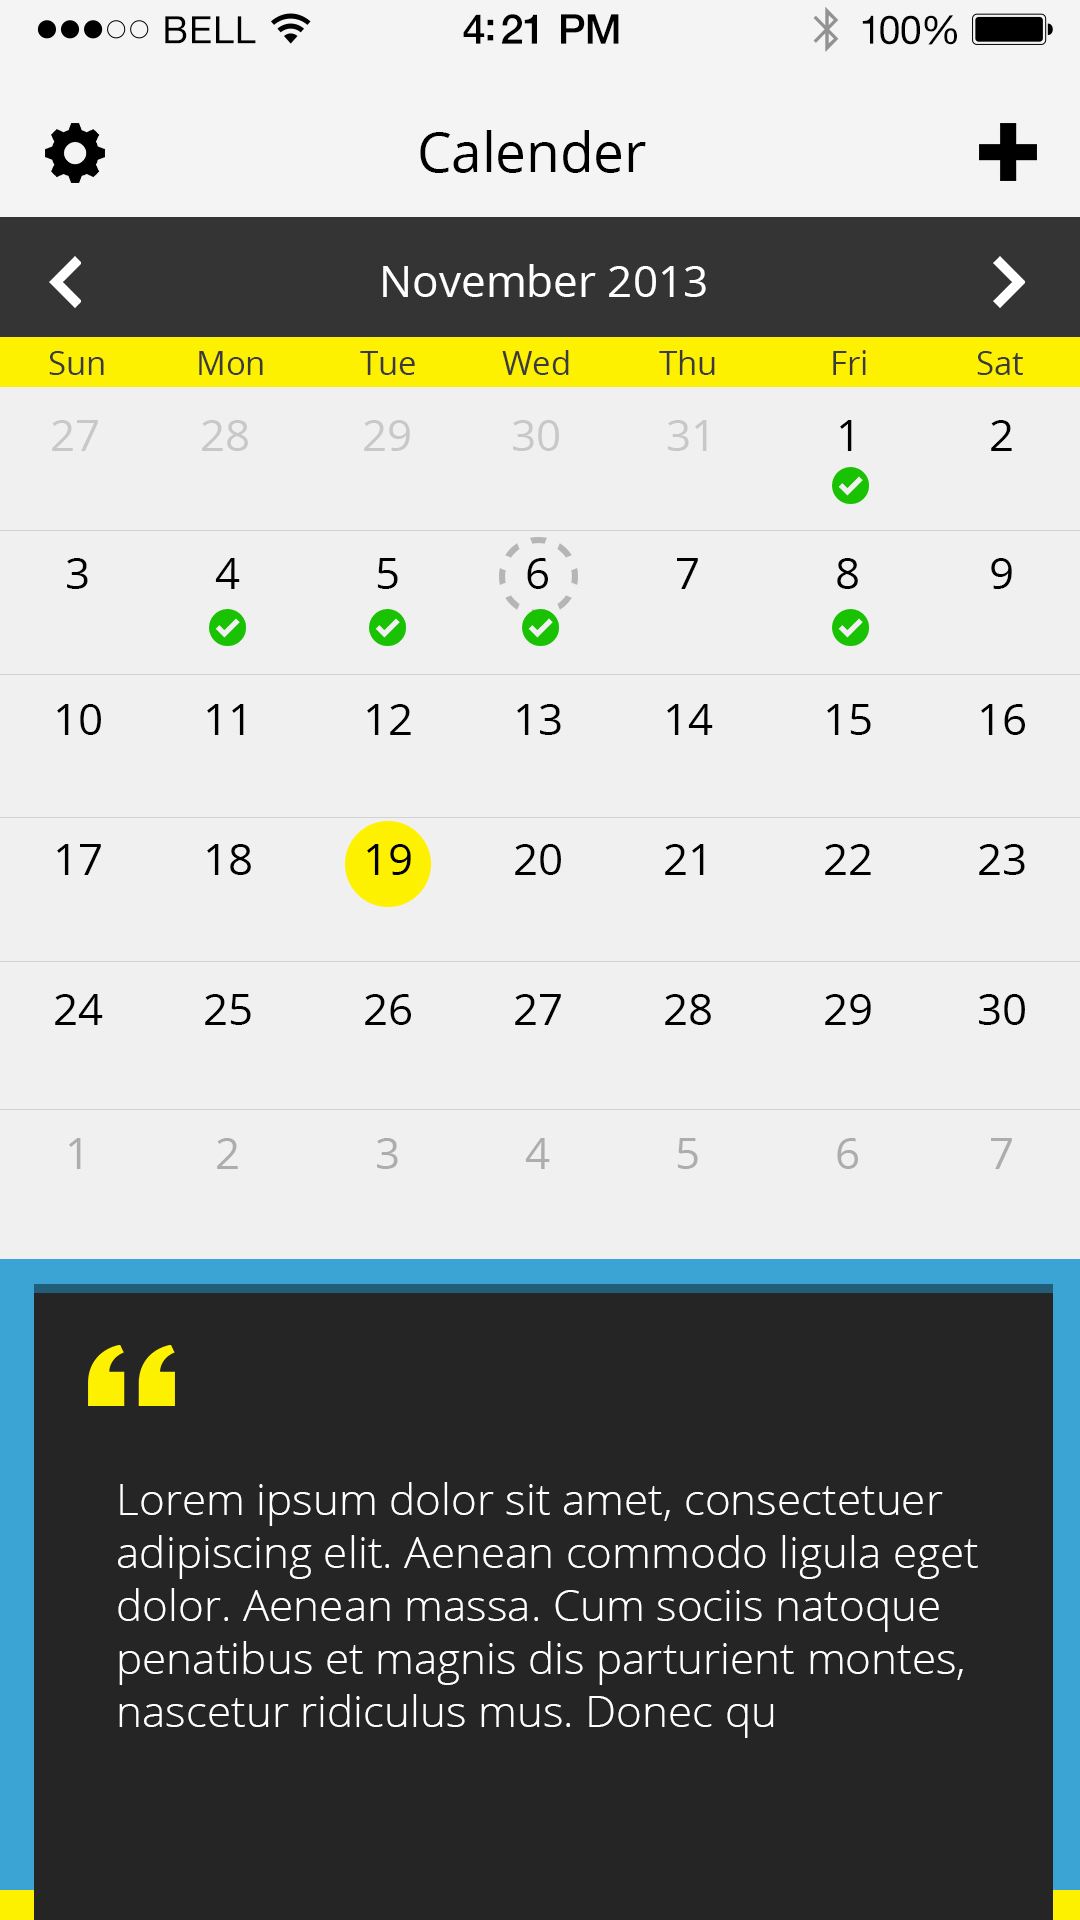 BELL 4:21 PM 100%
Calender
November 2013
Sun Mon Tue Wed Thu Fri Sat
27 28 29 30 31 1 2
3 4 5 6 7 8 9
10 11 12 13 14 15 16
17 18 19 20 21 22 23
24 25 26 27 28 29 30
1 2 3 4 5 6 7
“
Lorem ipsum dolor sit amet, consectetuer
adipiscing elit. Aenean commodo ligula eget
dolor. Aenean massa. Cum sociis natoque
penatibus et magnis dis parturient montes,
nascetur ridiculus mus. Donec qu